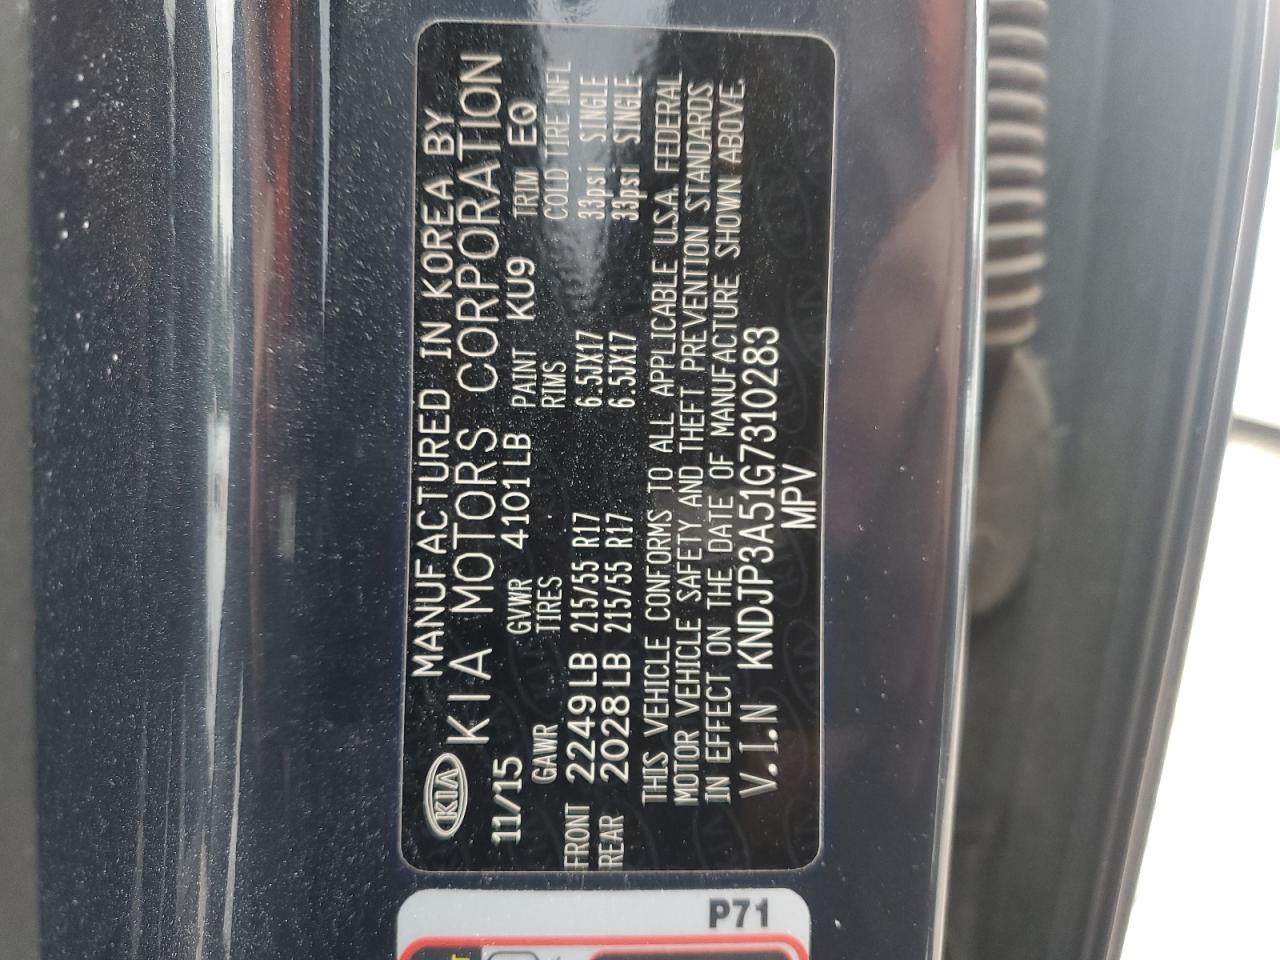 MANUFACTURED IN KOREA BY
KIA KIA MOTORS CORPORATION
11/15 GVWR 4101LB PAINT KU9 TRIM EQ
GAWR TIRES RIMS COLD TIRE INFL
FRONT 2249LB 215/55 R17 6.5JX17 33psi SINGLE
REAR 2028LB 215/55 R17 6.5JX17 33psi SINGLE
THIS VEHICLE CONFORMS TO ALL APPLICABLE U.S.A. FEDERAL
MOTOR VEHICLE SAFETY AND THEFT PREVENTION STANDARDS
IN EFFECT ON THE DATE OF MANUFACTURE SHOWN ABOVE.
V.I.N KNDJP3A51G7310283
MPV
P71